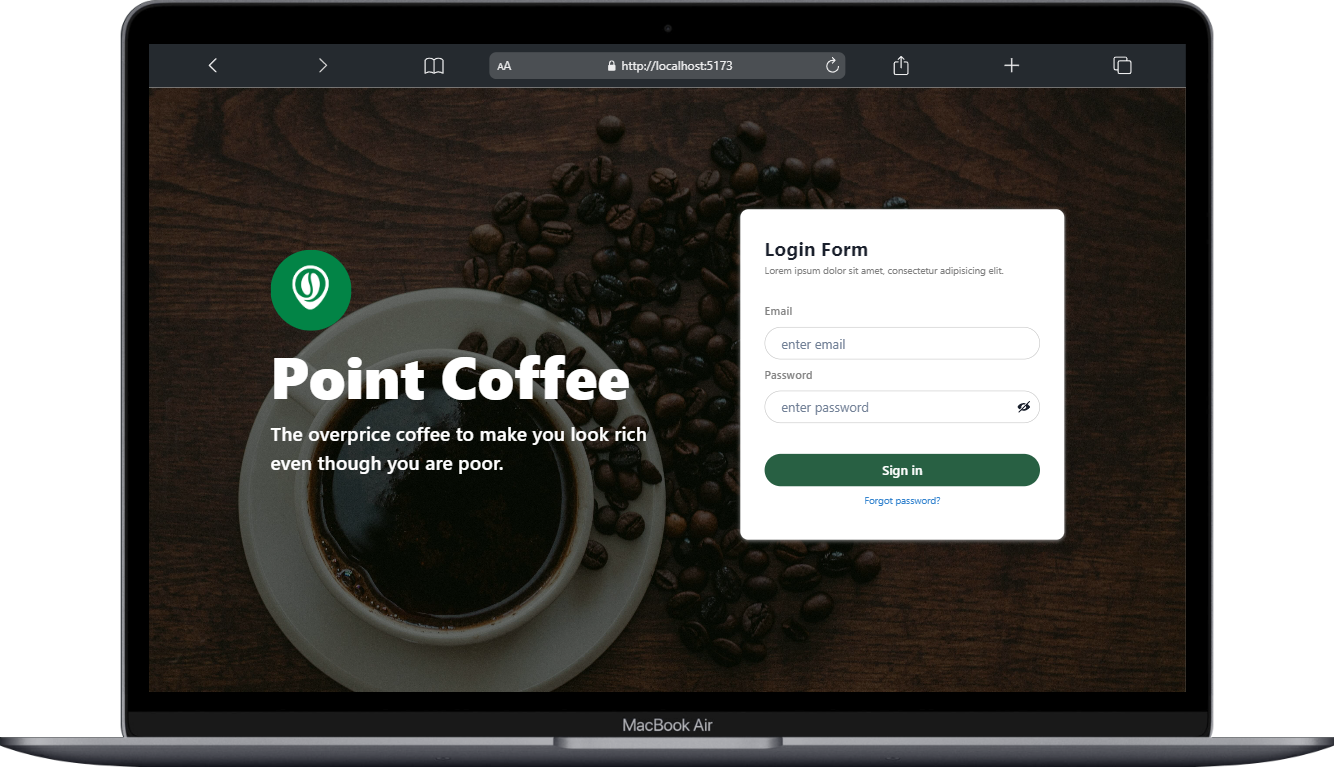 AA
http://localhost:5173
Point Coffee
The overprice coffee to make you look rich
even though you are poor.
Login Form
Lorem ipsum dolor sit amet, consectetur adipisicing elit.
Email
enter email
Password
enter password
Sign in
Forgot password?
MacBook Air